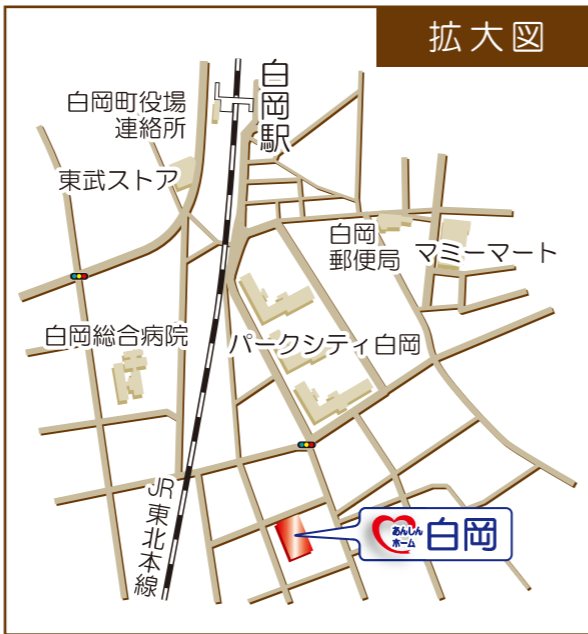 拡大図
白岡駅
白岡町役場
連絡所
東武ストア
白岡
郵便局
マミーマート
白岡総合病院
パークシティ白岡
JR東北本線
あんしん
ホーム
白岡